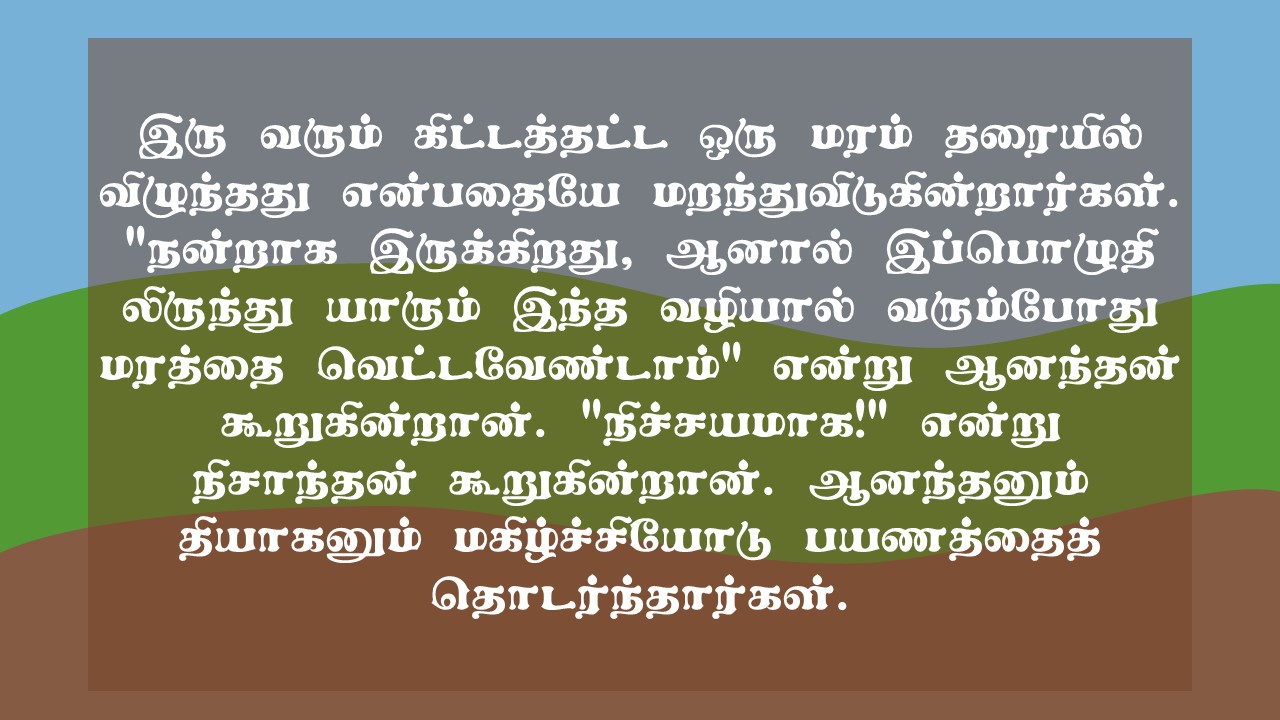 இரு வரும் கிட்டத்தட்ட ஒரு மரம் தரையில்
விழுந்தது என்பதையே மறந்துவிடுகின்றார்கள்.
"நன்றாக இருக்கிறது, ஆனால் இப்பொழுதி
லிருந்து யாரும் இந்த வழியால் வரும்போது
மரத்தை வெட்டவேண்டாம்" என்று ஆனந்தன்
கூறுகின்றான். "நிச்சயமாக!" என்று
நிசாந்தன் கூறுகின்றான். ஆனந்தனும்
தியாகனும் மகிழ்ச்சியோடு பயணத்தைத்
தொடர்ந்தார்கள்.